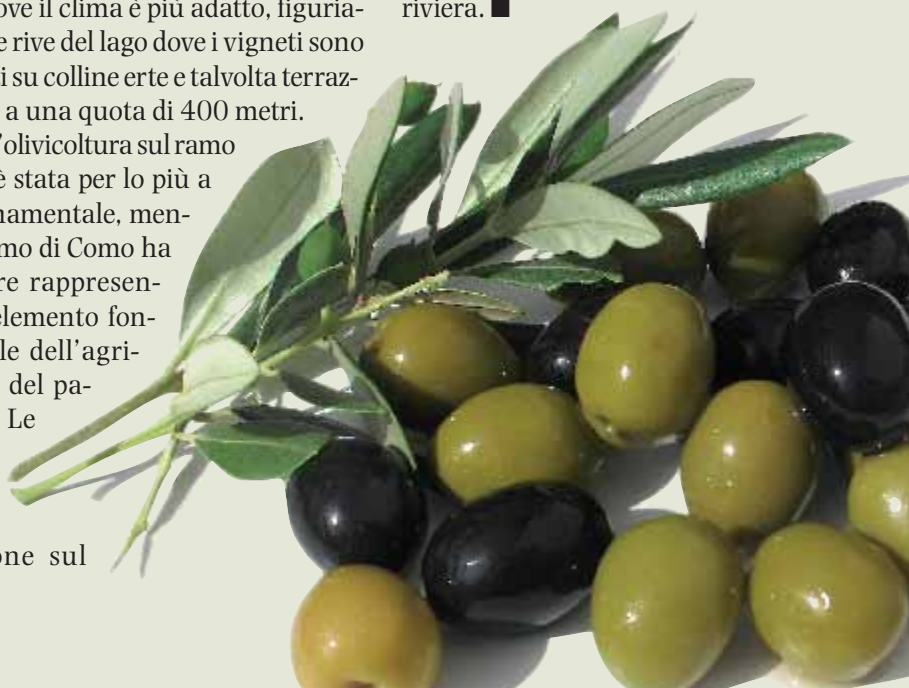 ove il clima è più adatto, figuria-
e rive del lago dove i vigneti sono
ti su colline erte e talvolta terraz-
a una quota di 400 metri.
'olivicoltura sul ramo
è stata per lo più a
namentale, men-
mo di Como ha
re rappresen-
elemento fon-
le dell'agri-
del pa-
Le
one sul
riviera. ■